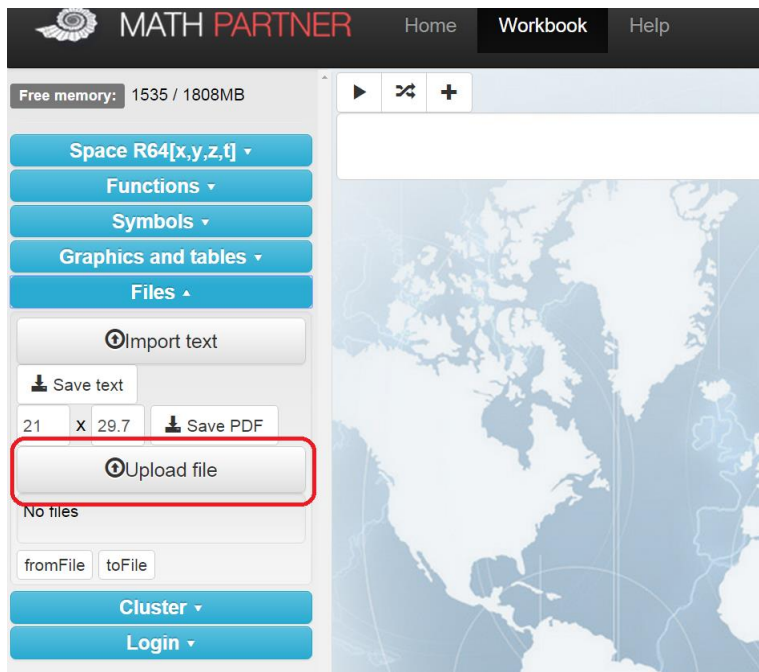 MATH PARTNER Home Workbook Help
Free memory: 1535 / 1808MB
Space R64[x,y,z,t]
Functions
Symbols
Graphics and tables
Files
Import text
Save text
21 x 29.7 Save PDF
Upload file
No files
fromFile toFile
Cluster
Login